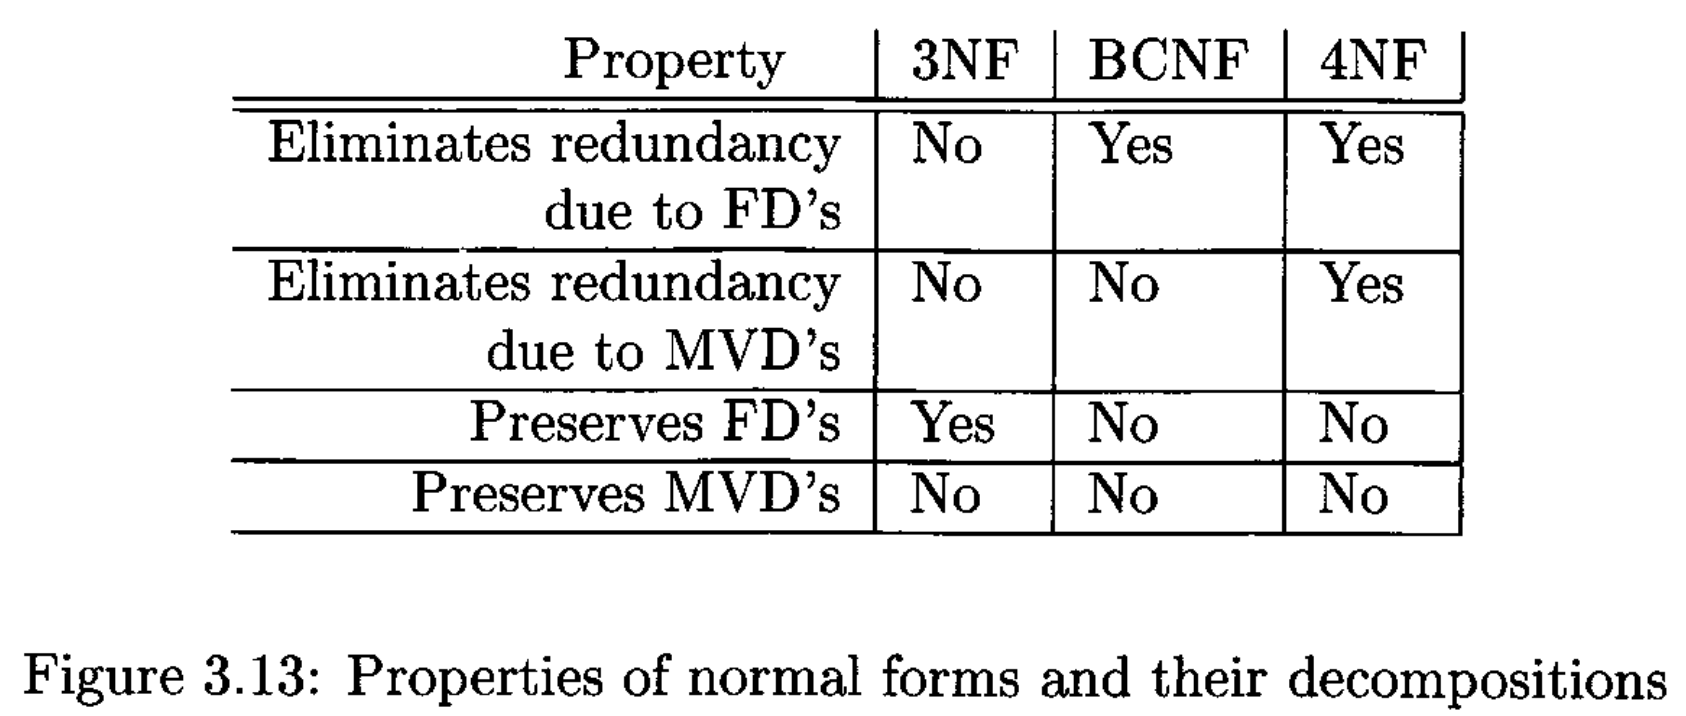 Property 3NF BCNF 4NF
Eliminates redundancy No Yes Yes
due to FD's
Eliminates redundancy No No Yes
due to MVD's
Preserves FD's Yes No No
Preserves MVD's No No No
Figure 3.13: Properties of normal forms and their decompositions